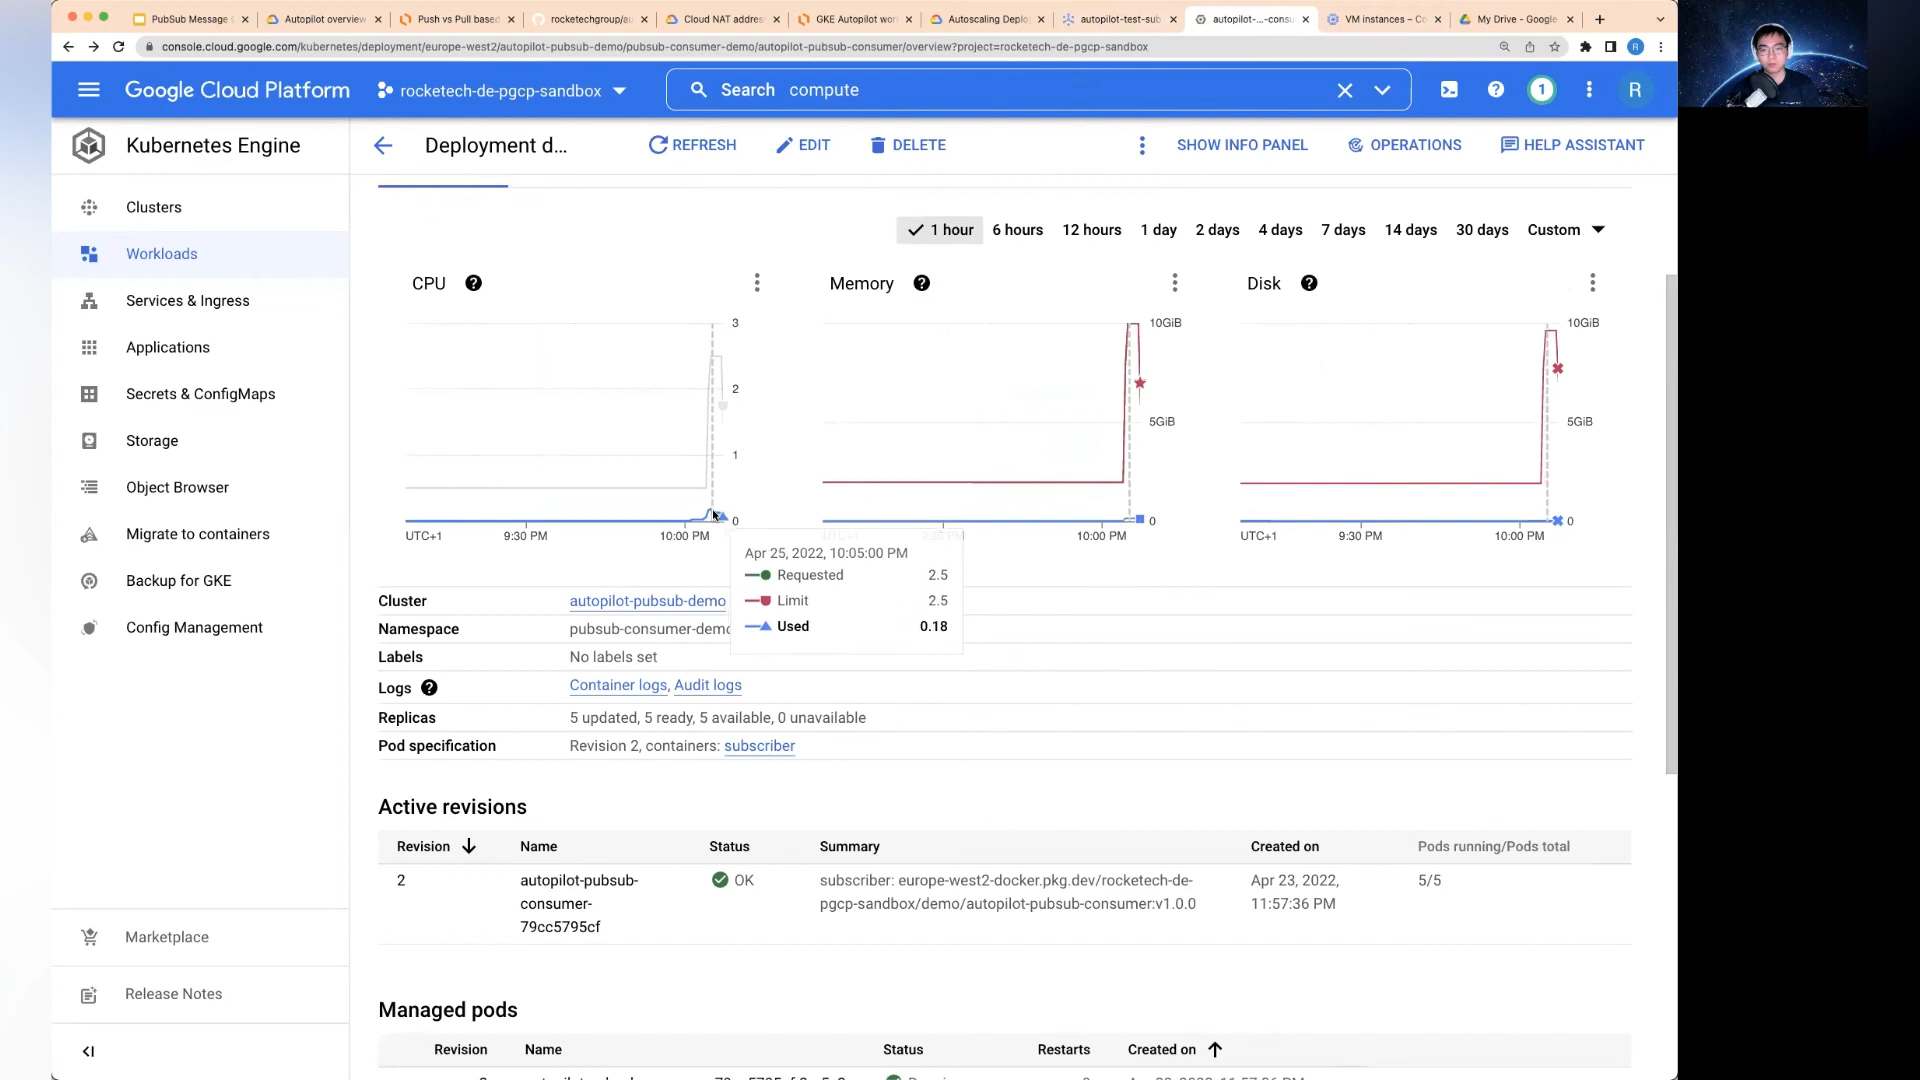 PubSub Message
Autopilot overview
Push vs Pull based
rocketechgroup/au
Cloud NAT addres
GKE Autopilot wor
Autoscaling Deplo
autopilot-test-sub
autopilot-...-consu
VM instances – Co
My Drive - Google
console.cloud.google.com/kubernetes/deployment/europe-west2/autopilot-pubsub-demo/pubsub-consumer-demo/autopilot-pubsub-consumer/overview?project=rocketech-de-pgcp-sandbox
R
Google Cloud Platform
rocketech-de-pgcp-sandbox
Search compute
1
R
Kubernetes Engine
Deployment d...
REFRESH
EDIT
DELETE
SHOW INFO PANEL
OPERATIONS
HELP ASSISTANT
Clusters
Workloads
Services & Ingress
Applications
Secrets & ConfigMaps
Storage
Object Browser
Migrate to containers
Backup for GKE
Config Management
Marketplace
Release Notes
1 hour 6 hours 12 hours 1 day 2 days 4 days 7 days 14 days 30 days Custom
CPU
3
2
1
0
UTC+1 9:30 PM 10:00 PM
Memory
10GiB
5GiB
0
UTC+1 9:30 PM 10:00 PM
Disk
10GiB
5GiB
0
UTC+1 9:30 PM 10:00 PM
Apr 25, 2022, 10:05:00 PM
Requested 2.5
Limit 2.5
Used 0.18
Cluster autopilot-pubsub-demo
Namespace pubsub-consumer-demo
Labels No labels set
Logs Container logs, Audit logs
Replicas 5 updated, 5 ready, 5 available, 0 unavailable
Pod specification Revision 2, containers: subscriber
Active revisions
Revision Name Status Summary Created on Pods running/Pods total
2 autopilot-pubsub- OK subscriber: europe-west2-docker.pkg.dev/rocketech-de- Apr 23, 2022, 5/5
consumer- pgcp-sandbox/demo/autopilot-pubsub-consumer:v1.0.0 11:57:36 PM
79cc5795cf
Managed pods
Revision Name Status Restarts Created on